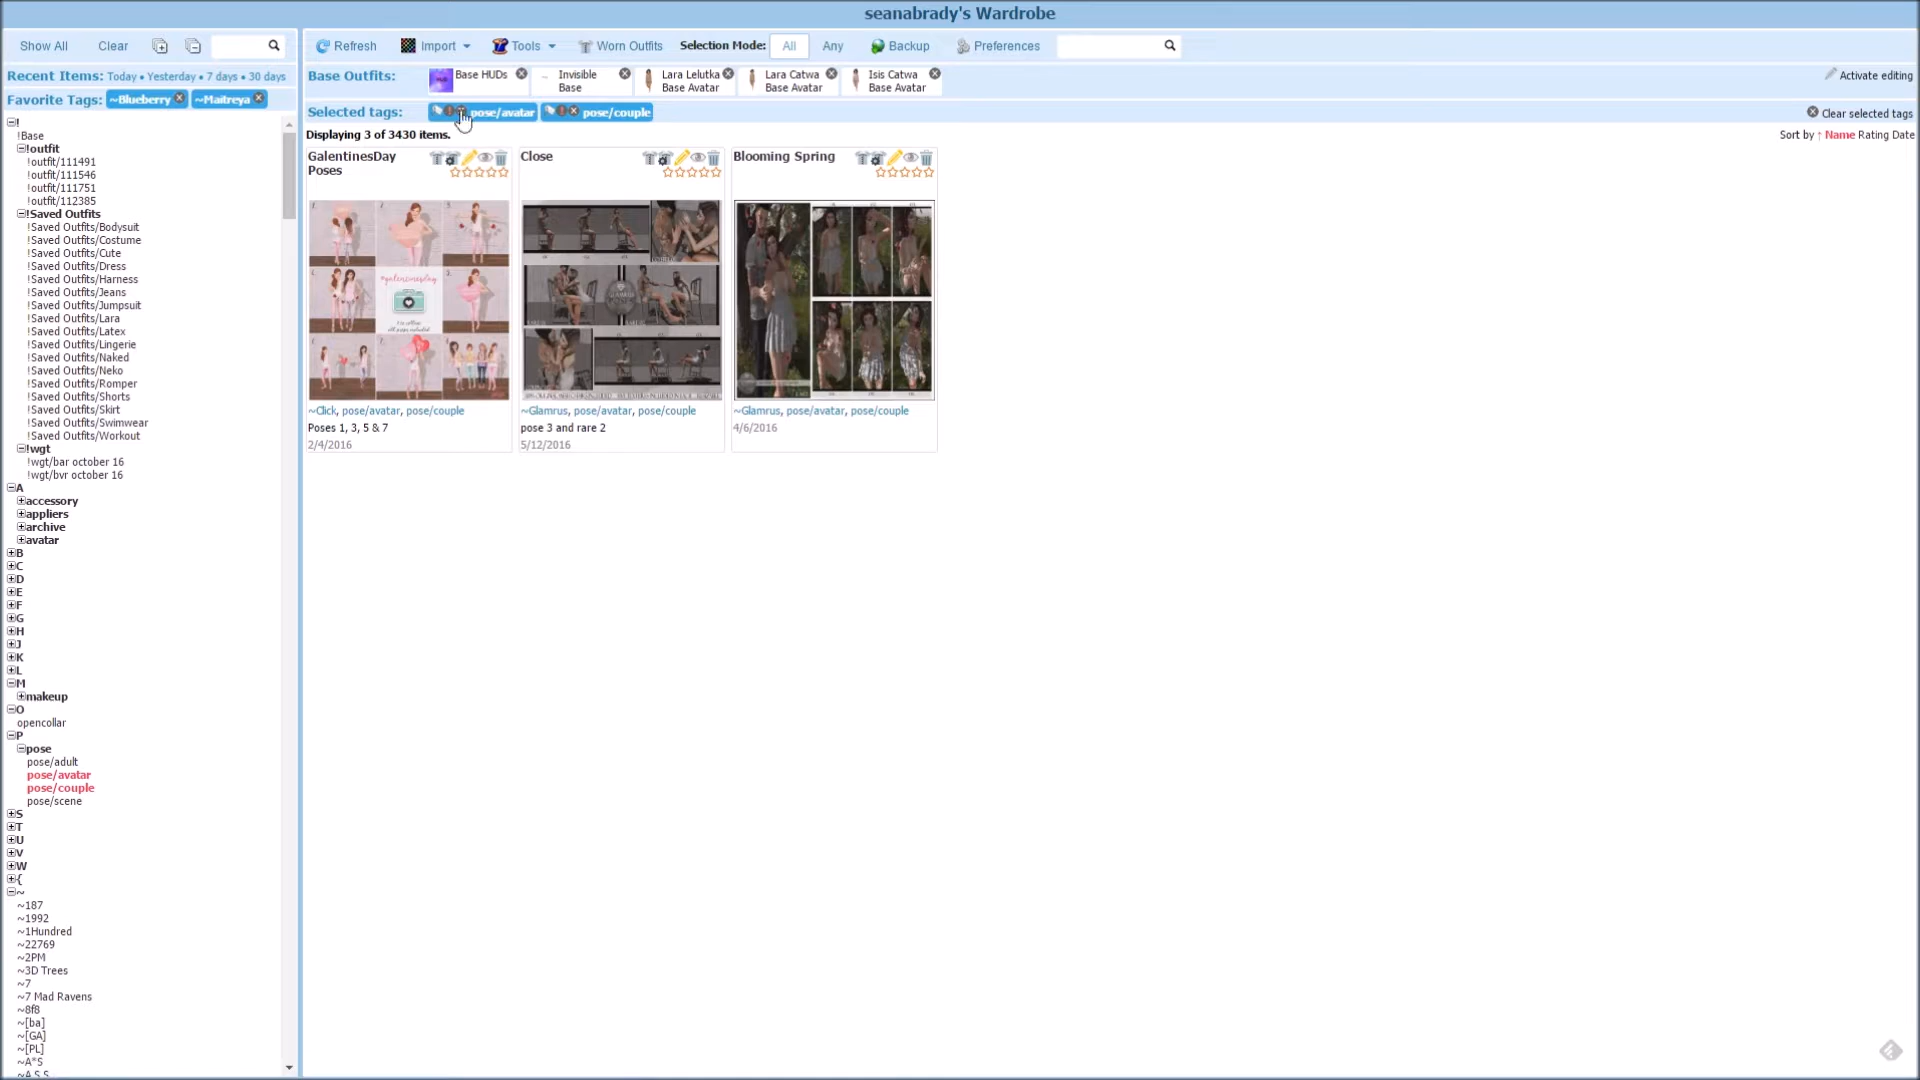 seanabrady's Wardrobe
Show All Clear
Refresh Import Tools Worn Outfits Selection Mode: All Any Backup Preferences
Recent Items: Today • Yesterday • 7 days • 30 days
Favorite Tags: ~Blueberry ~Maitreya
Base Outfits: Base HUDs Invisible Base Lara Lelutka Base Avatar Lara Catwa Base Avatar Isis Catwa Base Avatar
Activate editing
Selected tags: pose/avatar pose/couple
Clear selected tags
Displaying 3 of 3430 items.
Sort by ↑ Name Rating Date
!
!Base
!outfit
!outfit/111491
!outfit/111546
!outfit/111751
!outfit/112385
!Saved Outfits
!Saved Outfits/Bodysuit
!Saved Outfits/Costume
!Saved Outfits/Cute
!Saved Outfits/Dress
!Saved Outfits/Harness
!Saved Outfits/Jeans
!Saved Outfits/Jumpsuit
!Saved Outfits/Lara
!Saved Outfits/Latex
!Saved Outfits/Lingerie
!Saved Outfits/Naked
!Saved Outfits/Neko
!Saved Outfits/Romper
!Saved Outfits/Shorts
!Saved Outfits/Skirt
!Saved Outfits/Swimwear
!Saved Outfits/Workout
!wgt
!wgt/bar october 16
!wgt/bvr october 16
A
accessory
appliers
archive
avatar
B
C
D
E
F
G
H
J
K
L
M
makeup
O
opencollar
P
pose
pose/adult
pose/avatar
pose/couple
pose/scene
S
T
U
V
W
{
~
~187
~1992
~1Hundred
~22769
~2PM
~3D Trees
~7
~7 Mad Ravens
~8f8
~[ba]
~[GA]
~[PL]
~A*S
~A.S.S
GalentinesDay
Poses
#galentinesday
~Click, pose/avatar, pose/couple
Poses 1, 3, 5 & 7
2/4/2016
Close
~Glamrus, pose/avatar, pose/couple
pose 3 and rare 2
5/12/2016
Blooming Spring
~Glamrus, pose/avatar, pose/couple
4/6/2016